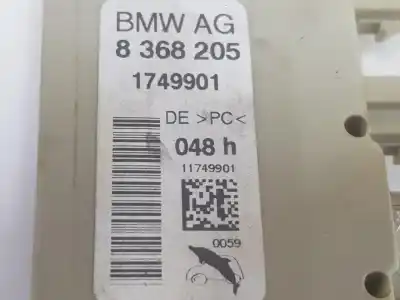 BMW AG
8 368 205
1749901
DE >PC<
048 h
11749901
0059